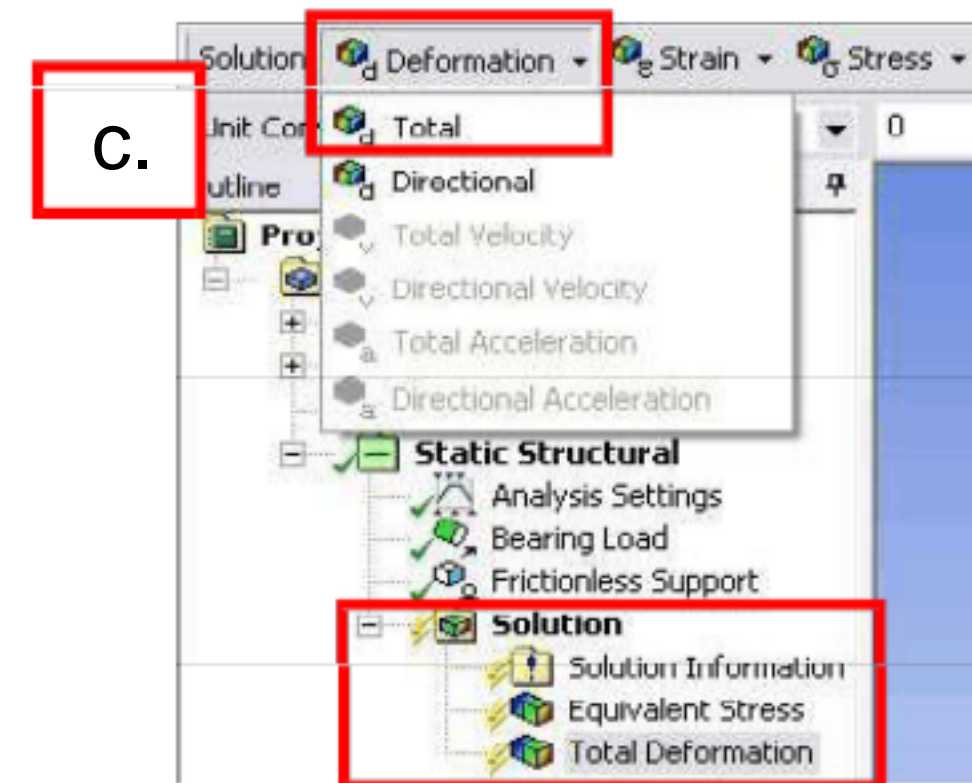 Solution Deformation Strain Stress
C.
Unit Con Total 0
utline Directional
Pro Total Velocity
Directional Velocity
Total Acceleration
Directional Acceleration
Static Structural
Analysis Settings
Bearing Load
Frictionless Support
Solution
Solution Information
Equivalent Stress
Total Deformation